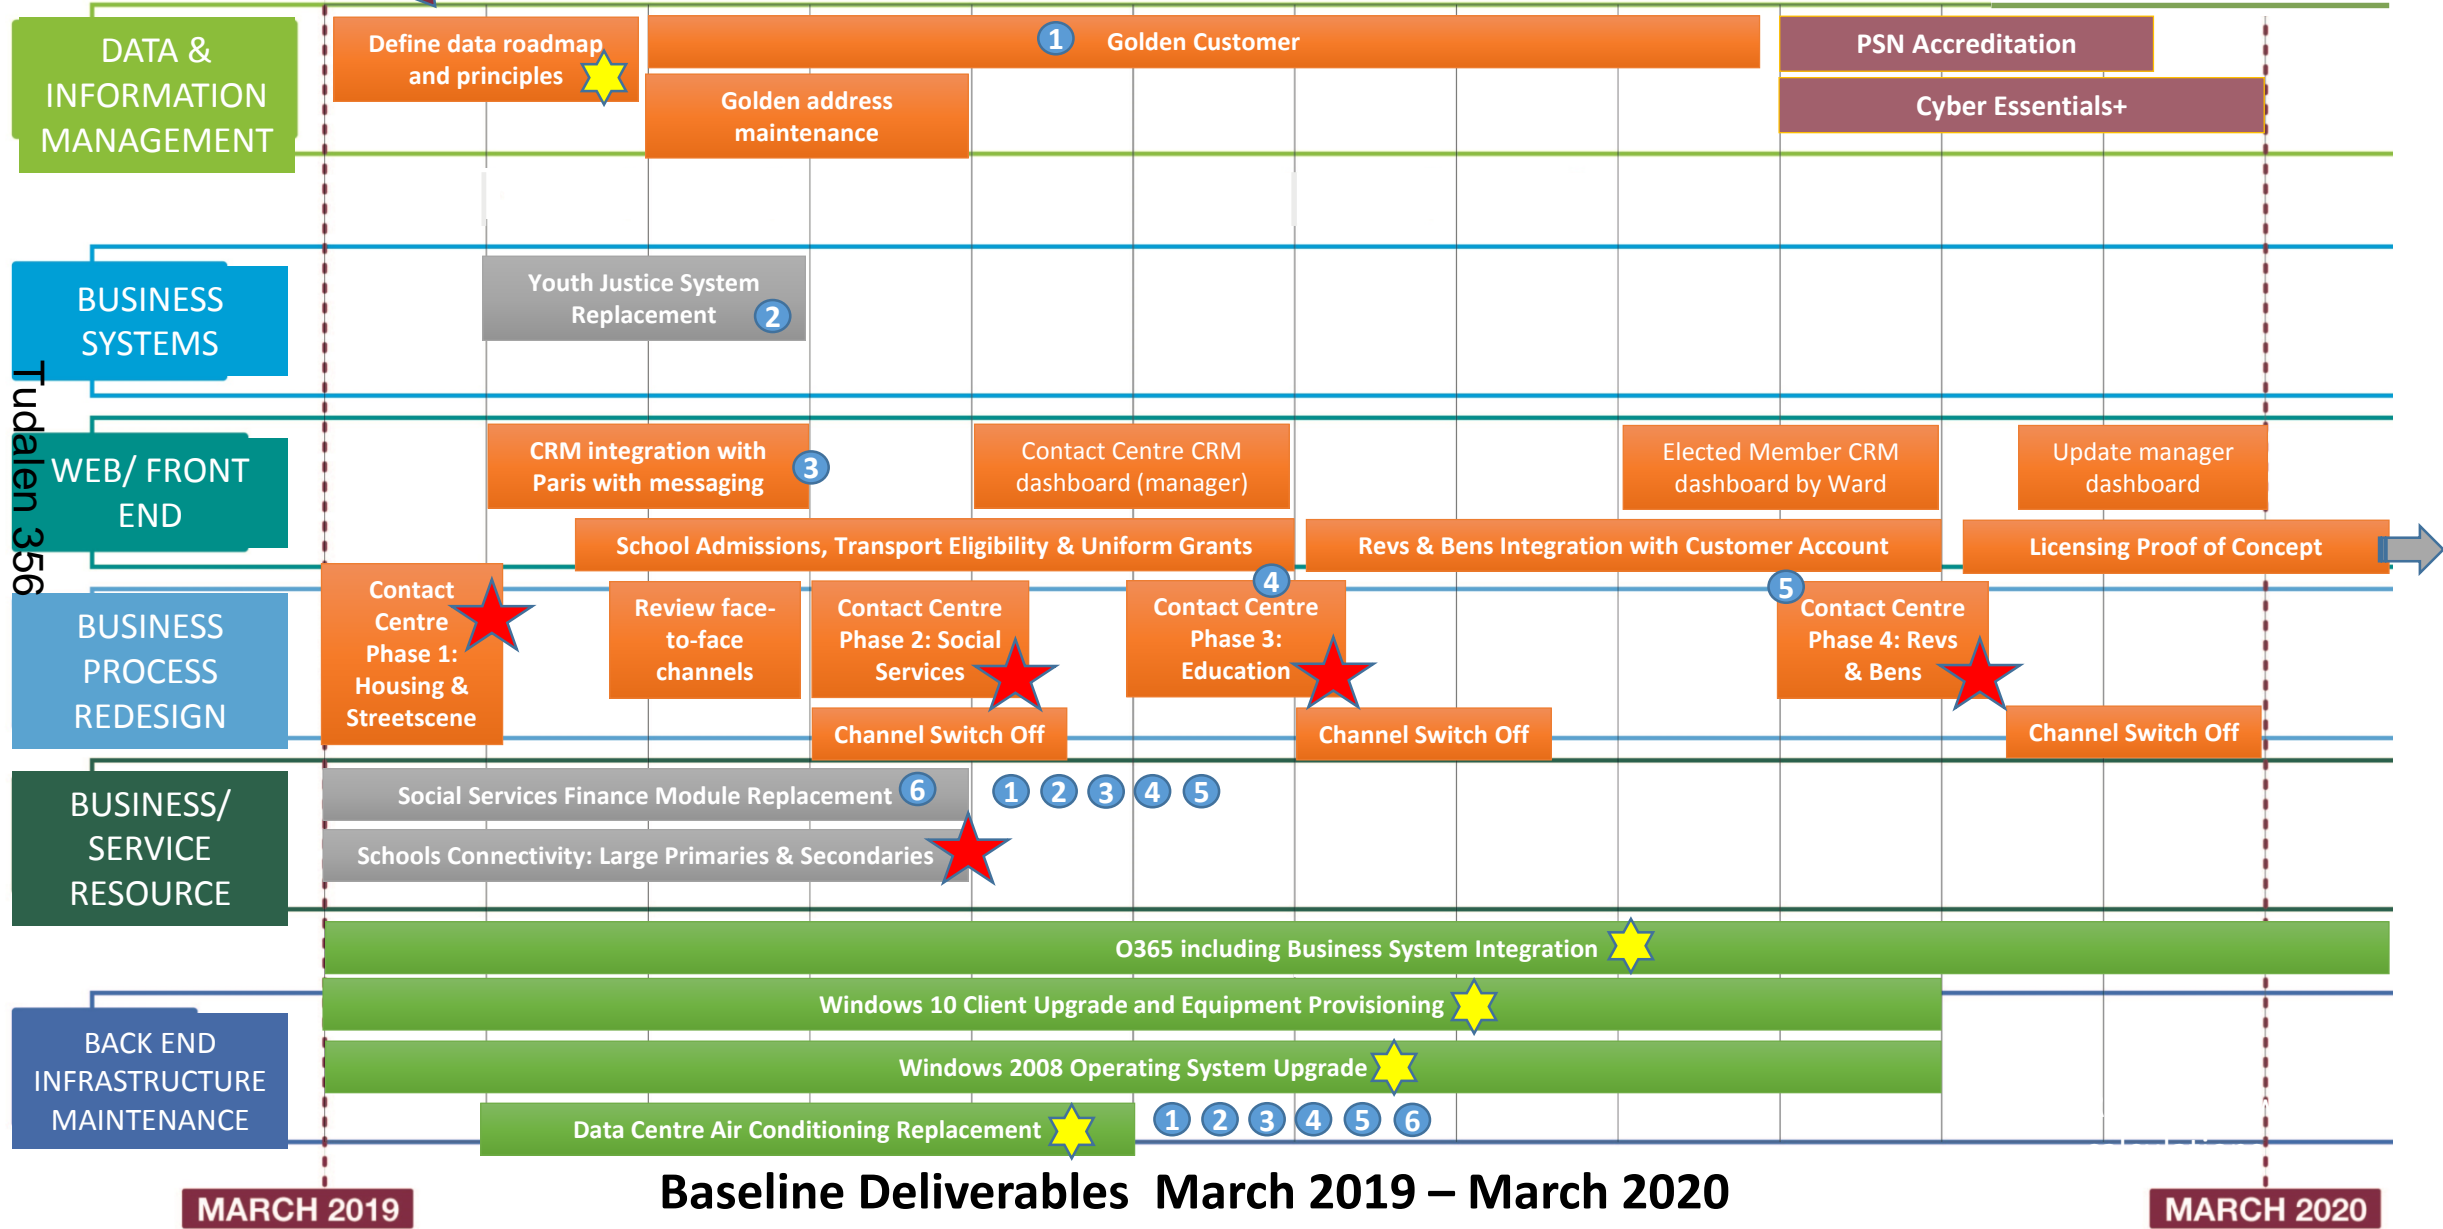 DATA &
INFORMATION
MANAGEMENT
Define data roadmap
and principles
1
Golden Customer
Golden address
maintenance
PSN Accreditation
Cyber Essentials+
BUSINESS
SYSTEMS
Youth Justice System
Replacement
2
Tudalen 356
WEB/ FRONT
END
CRM integration with
Paris with messaging
3
Contact Centre CRM
dashboard (manager)
Elected Member CRM
dashboard by Ward
Update manager
dashboard
School Admissions, Transport Eligibility & Uniform Grants
Revs & Bens Integration with Customer Account
Licensing Proof of Concept
BUSINESS
PROCESS
REDESIGN
Contact
Centre
Phase 1:
Housing &
Streetscene
Review face-
to-face
channels
Contact Centre
Phase 2: Social
Services
4
Contact Centre
Phase 3:
Education
5
Contact Centre
Phase 4: Revs
& Bens
Channel Switch Off
Channel Switch Off
Channel Switch Off
BUSINESS/
SERVICE
RESOURCE
Social Services Finance Module Replacement
6
1 2 3 4 5
Schools Connectivity: Large Primaries & Secondaries
O365 including Business System Integration
BACK END
INFRASTRUCTURE
MAINTENANCE
Windows 10 Client Upgrade and Equipment Provisioning
Windows 2008 Operating System Upgrade
Data Centre Air Conditioning Replacement
1 2 3 4 5 6
Baseline Deliverables March 2019 – March 2020
MARCH 2019
MARCH 2020